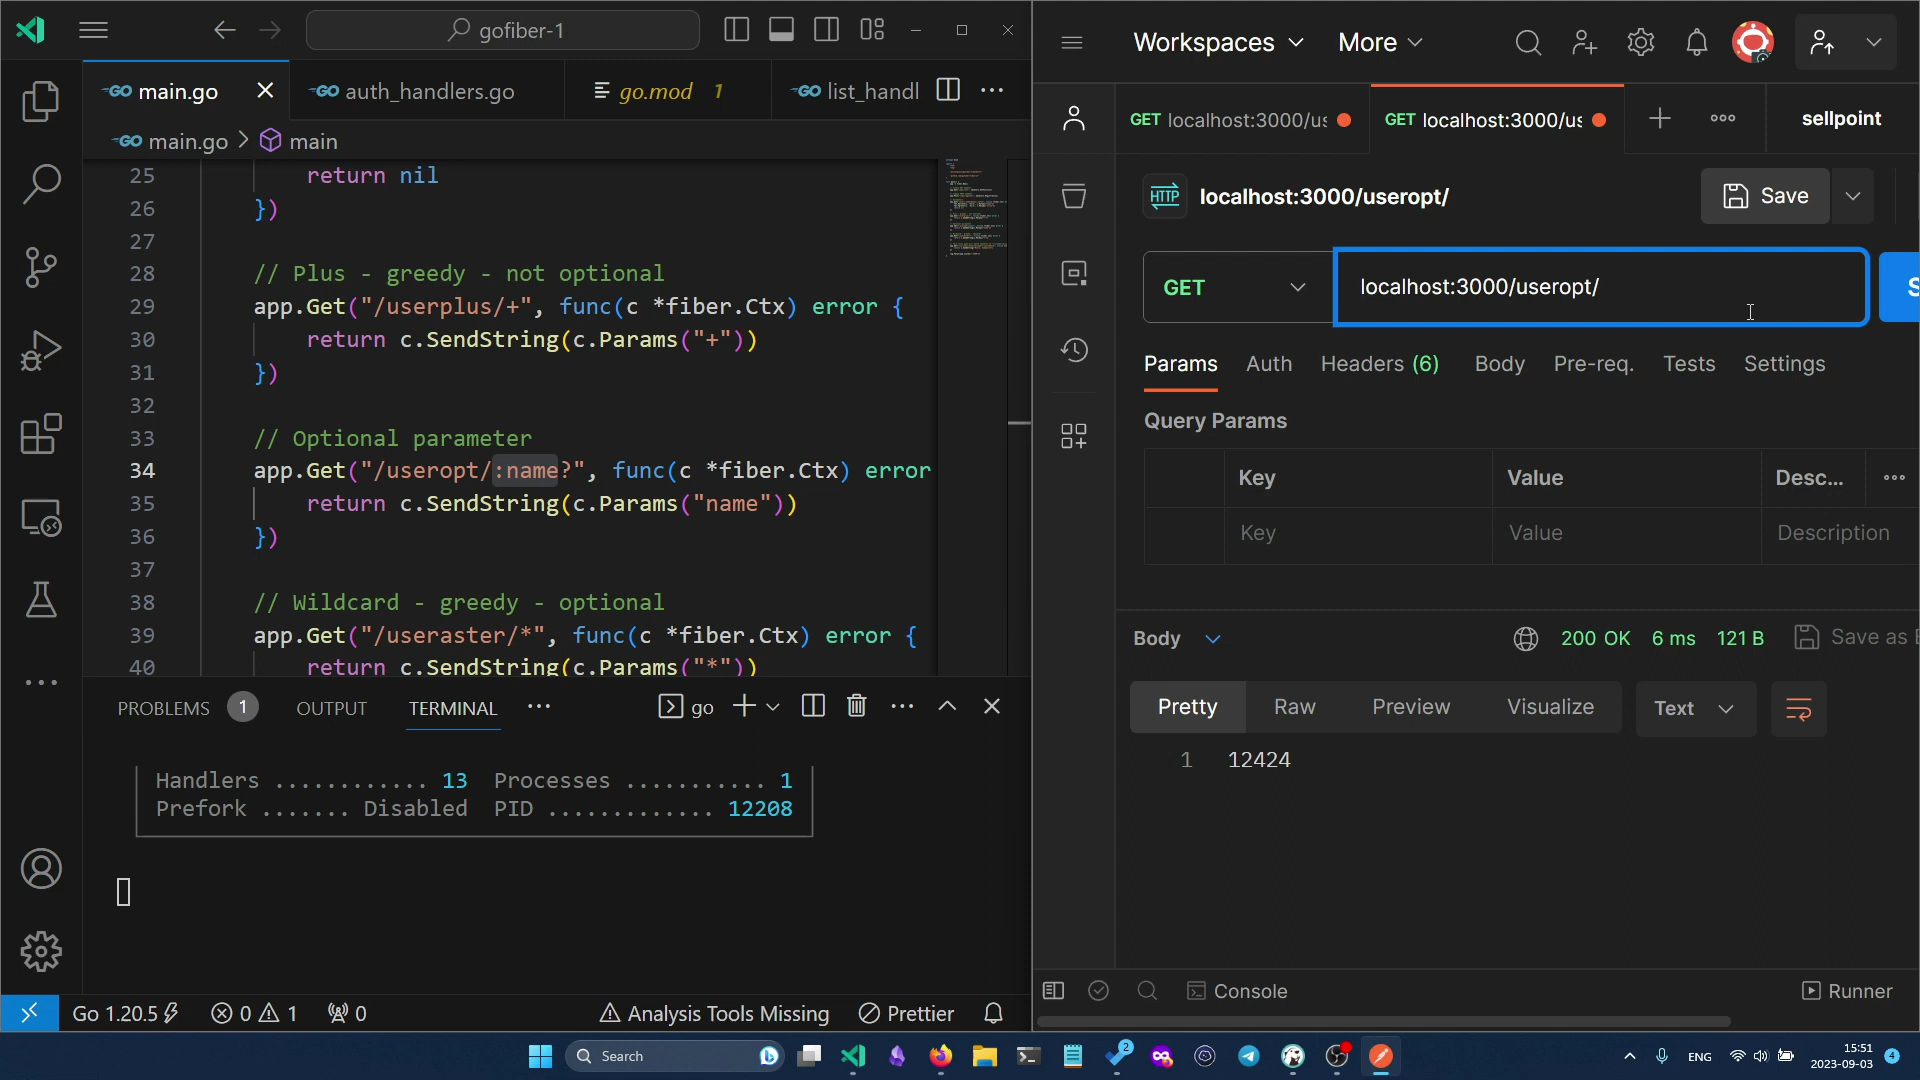 gofiber-1
main.go
auth_handlers.go
go.mod 1
list_handl
main.go > main
25 return nil
26 })
27
28 // Plus - greedy - not optional
29 app.Get("/userplus/+", func(c *fiber.Ctx) error {
30 return c.SendString(c.Params("+"))
31 })
32
33 // Optional parameter
34 app.Get("/useropt/:name?", func(c *fiber.Ctx) error
35 return c.SendString(c.Params("name"))
36 })
37
38 // Wildcard - greedy - optional
39 app.Get("/useraster/*", func(c *fiber.Ctx) error {
40 return c.SendString(c.Params("*"))
PROBLEMS 1 OUTPUT TERMINAL
go
Handlers ............ 13 Processes ........... 1
Prefork ....... Disabled PID ............. 12208
Go 1.20.5
0 1
0
Analysis Tools Missing
Prettier
Workspaces More
GET localhost:3000/us
GET localhost:3000/us
sellpoint
HTTP localhost:3000/useropt/
Save
GET localhost:3000/useropt/
S
Params Auth Headers (6) Body Pre-req. Tests Settings
Query Params
Key Value Desc...
Key Value Description
Body 200 OK 6 ms 121 B Save as E
Pretty Raw Preview Visualize Text
1 12424
Console Runner
Search
2
ENG
15:51
2023-09-03
4